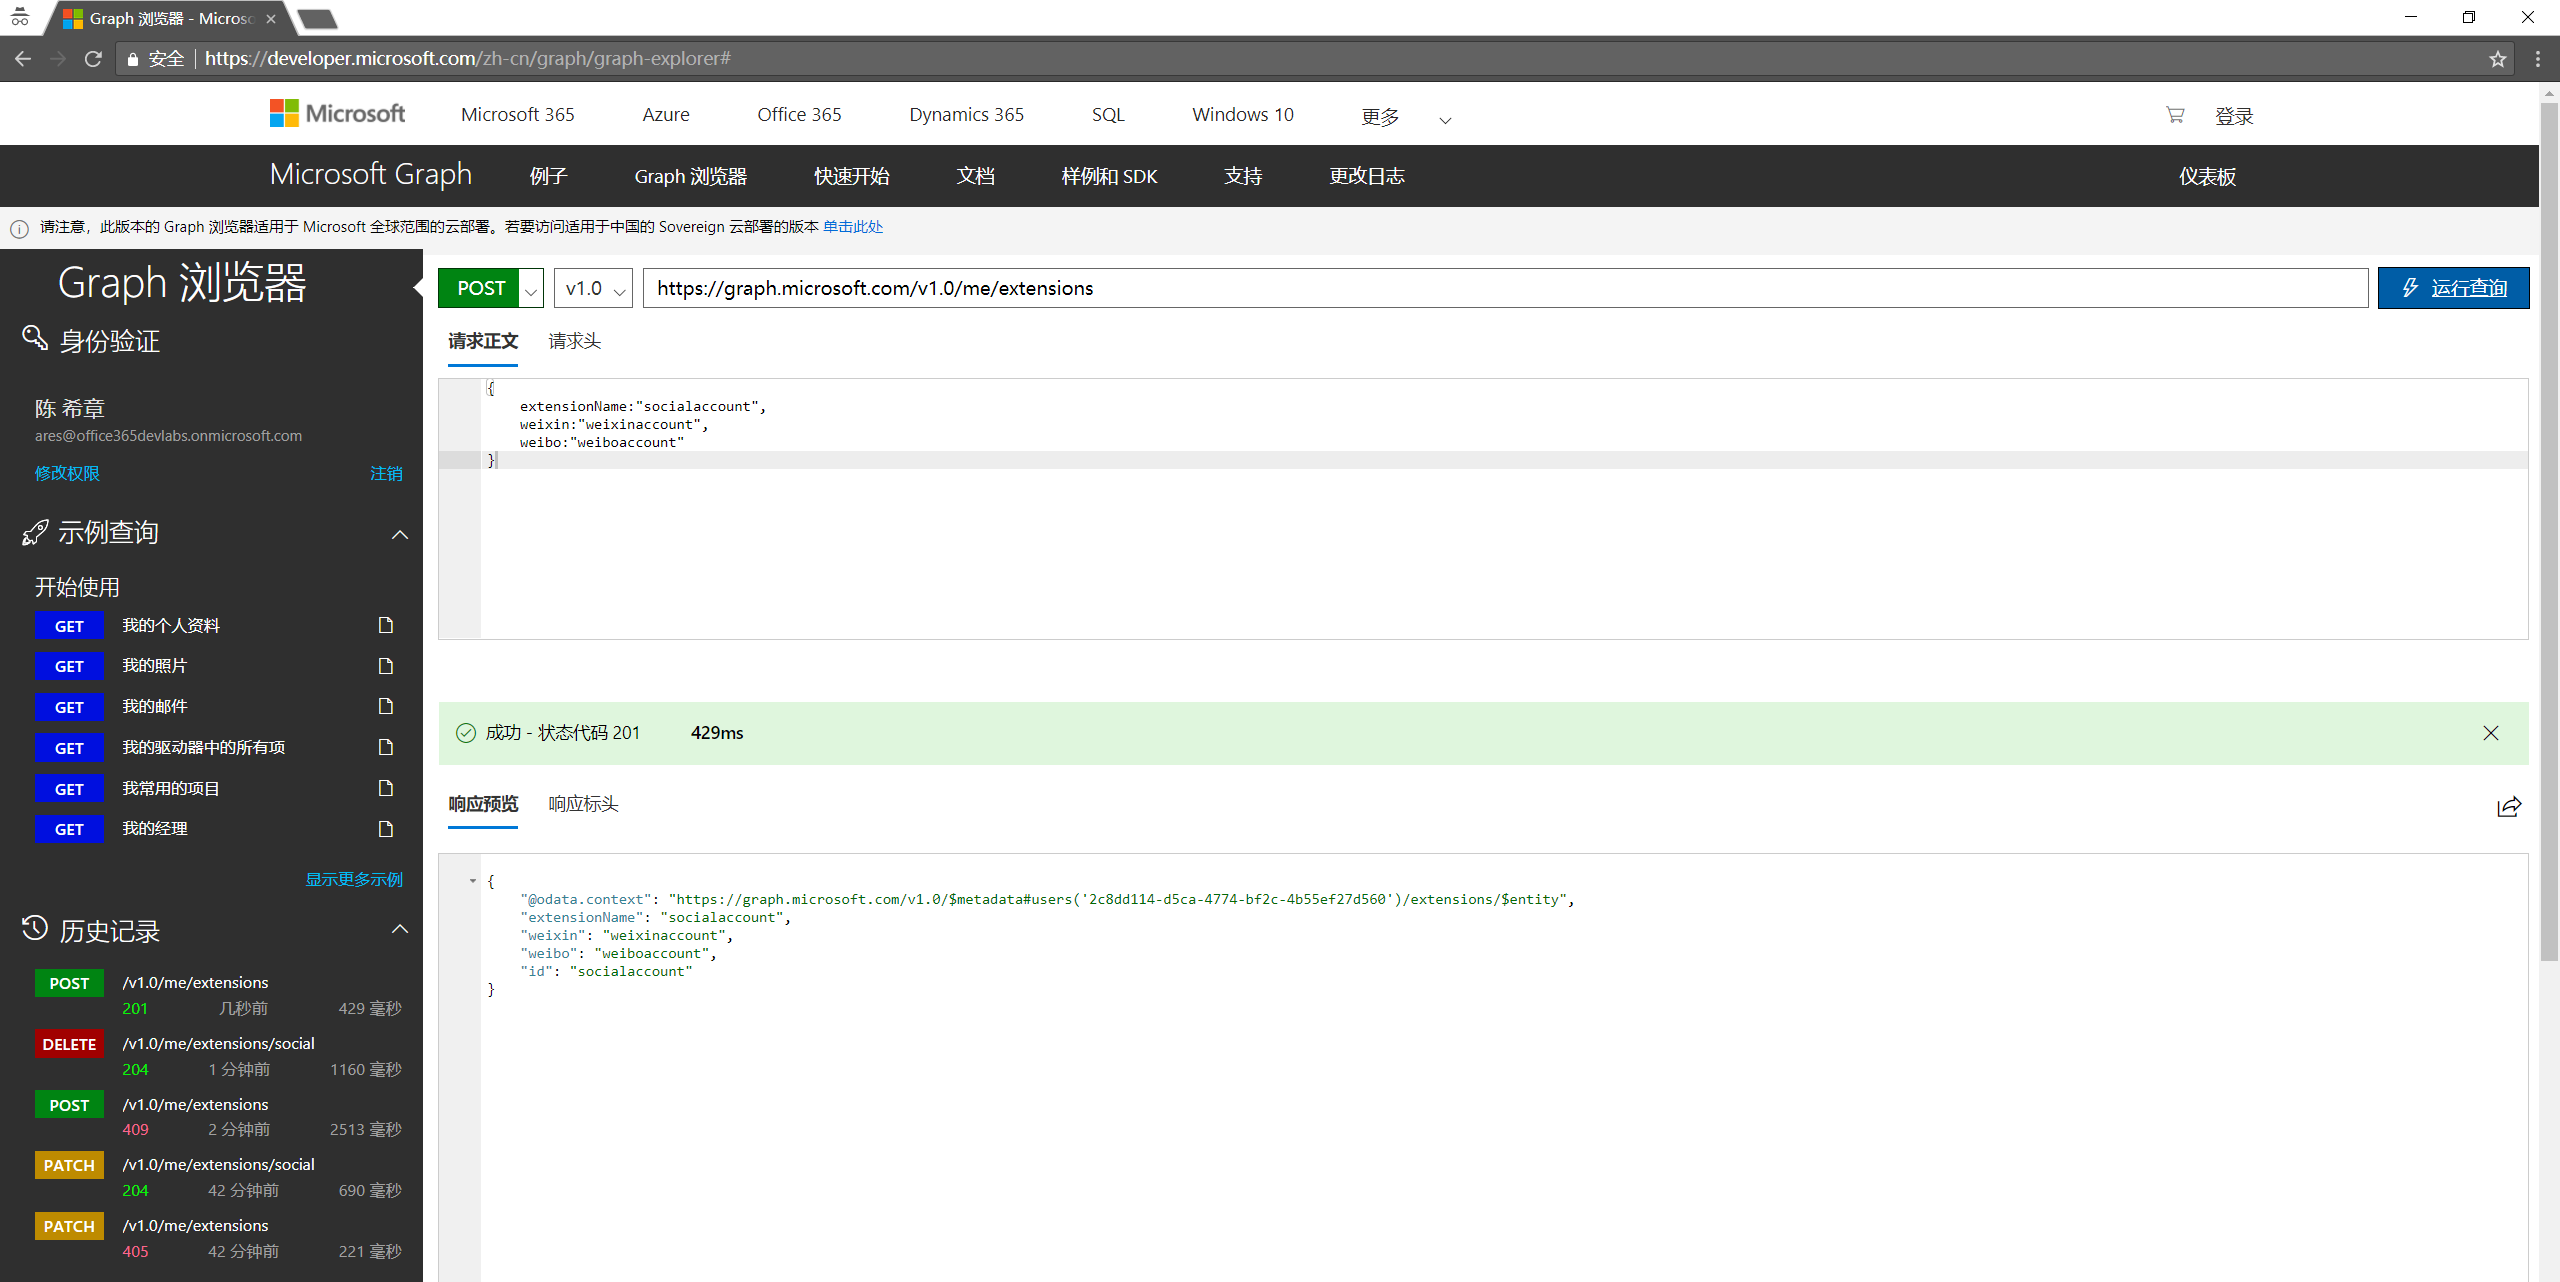 Graph 浏览器 - Microsc
安全 https://developer.microsoft.com/zh-cn/graph/graph-explorer#
Microsoft Microsoft 365 Azure Office 365 Dynamics 365 SQL Windows 10 更多 登录
Microsoft Graph 例子 Graph 浏览器 快速开始 文档 样例和 SDK 支持 更改日志 仪表板
请注意，此版本的 Graph 浏览器适用于 Microsoft 全球范围的云部署。若要访问适用于中国的 Sovereign 云部署的版本 单击此处
Graph 浏览器
身份验证
陈 希章
ares@office365devlabs.onmicrosoft.com
修改权限 注销
示例查询
开始使用
GET 我的个人资料
GET 我的照片
GET 我的邮件
GET 我的驱动器中的所有项
GET 我常用的项目
GET 我的经理
显示更多示例
历史记录
POST /v1.0/me/extensions
201 几秒前 429 毫秒
DELETE /v1.0/me/extensions/social
204 1 分钟前 1160 毫秒
POST /v1.0/me/extensions
409 2 分钟前 2513 毫秒
PATCH /v1.0/me/extensions/social
204 42 分钟前 690 毫秒
PATCH /v1.0/me/extensions
405 42 分钟前 221 毫秒
POST v1.0 https://graph.microsoft.com/v1.0/me/extensions 运行查询
请求正文 请求头
{
extensionName:"socialaccount",
weixin:"weixinaccount",
weibo:"weiboaccount"
}
成功 - 状态代码 201 429ms
响应预览 响应标头
{
"@odata.context": "https://graph.microsoft.com/v1.0/$metadata#users('2c8dd114-d5ca-4774-bf2c-4b55ef27d560')/extensions/$entity",
"extensionName": "socialaccount",
"weixin": "weixinaccount",
"weibo": "weiboaccount",
"id": "socialaccount"
}